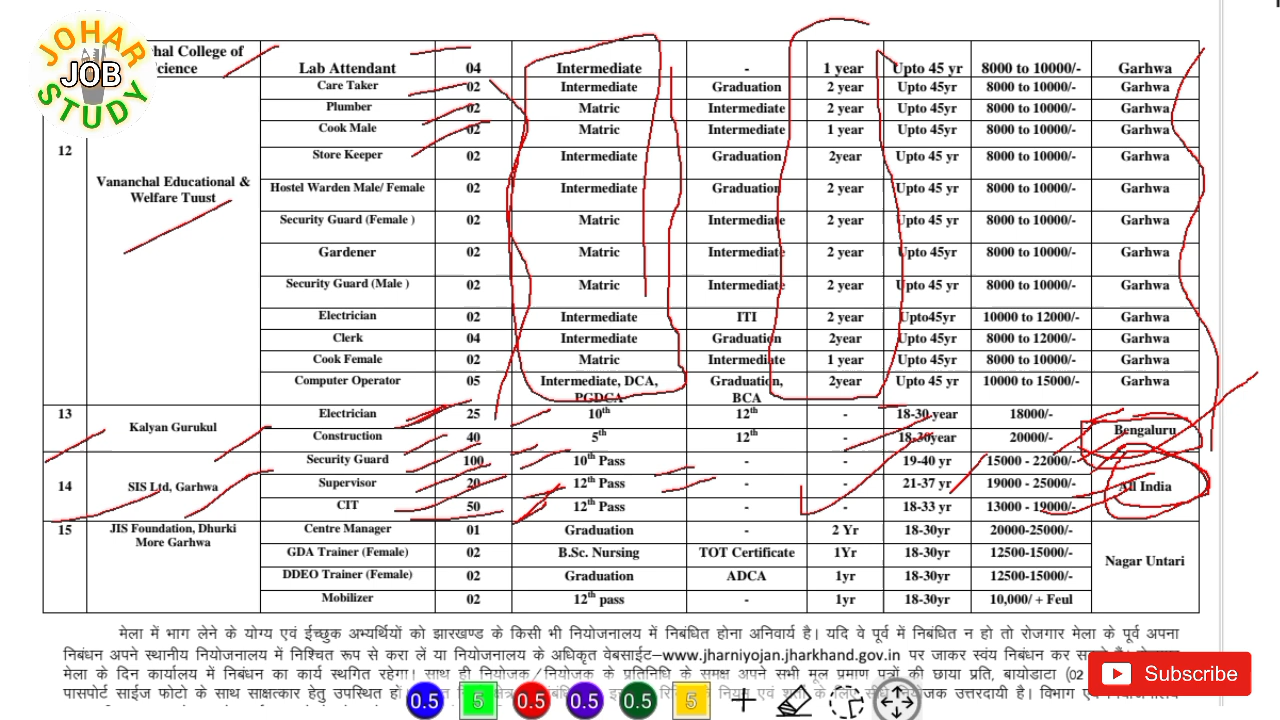 JOHAR
JOB
STUDY
hal College of
cience Lab Attendant 04 Intermediate - 1 year Upto 45 yr 8000 to 10000/- Garhwa
Care Taker 02 Intermediate Graduation 2 year Upto 45yr 8000 to 10000/- Garhwa
Plumber 02 Matric Intermediate 2 year Upto 45yr 8000 to 10000/- Garhwa
Cook Male 02 Matric Intermediate 1 year Upto 45yr 8000 to 10000/- Garhwa
12 Store Keeper 02 Intermediate Graduation 2year Upto 45 yr 8000 to 10000/- Garhwa
Vananchal Educational &
Welfare Tuust
Hostel Warden Male/ Female 02 Intermediate Graduation 2 year Upto 45 yr 8000 to 10000/- Garhwa
Security Guard (Female ) 02 Matric Intermediate 2 year Upto 45 yr 8000 to 10000/- Garhwa
Gardener 02 Matric Intermediate 2 year Upto 45 yr 8000 to 10000/- Garhwa
Security Guard (Male ) 02 Matric Intermediate 2 year Upto 45 yr 8000 to 10000/- Garhwa
Electrician 02 Intermediate ITI 2 year Upto45yr 10000 to 12000/- Garhwa
Clerk 04 Intermediate Graduation 2year Upto 45yr 8000 to 12000/- Garhwa
Cook Female 02 Matric Intermediate 1 year Upto 45yr 8000 to 10000/- Garhwa
Computer Operator 05 Intermediate, DCA, PGDCA Graduation, BCA 2year Upto 45 yr 10000 to 15000/- Garhwa
13 Kalyan Gurukul Electrician 25 10th 12th - 18-30 year 18000/- Bengaluru
Construction 40 5th 12th - 18-30year 20000/-
14 SIS Ltd, Garhwa Security Guard 100 10th Pass - - 19-40 yr 15000 - 22000/- All India
Supervisor 20 12th Pass - - 21-37 yr 19000 - 25000/-
CIT 50 12th Pass - - 18-33 yr 13000 - 19000/-
15 JIS Foundation, Dhurki
More Garhwa
Centre Manager 01 Graduation 2 Yr 18-30yr 20000-25000/- Nagar Untari
GDA Trainer (Female) 02 B.Sc. Nursing TOT Certificate 1Yr 18-30yr 12500-15000/-
DDEO Trainer (Female) 02 Graduation ADCA 1yr 18-30yr 12500-15000/-
Mobilizer 02 12th pass - 1yr 18-30yr 10,000/ + Feul
मेला में भाग लेने के योग्य एवं ईच्छुक अभ्यर्थियों को झारखण्ड के किसी भी नियोजनालय में निबंधित होना अनिवार्य है। यदि वे पूर्व में निबंधित न हो तो रोजगार मेला के पूर्व अपना
निबंधन अपने स्थानीय नियोजनालय में निश्चित रूप से करा लें या नियोजनालय के अधिकृत वेबसाईट–www.jharniyojan.jharkhand.gov.in पर जाकर स्वंय निबंधन कर
मेला के दिन कार्यालय में निबंधन का कार्य स्थगित रहेगा। साथ ही नियोजक/नियोजक के प्रतिनिधि के समक्ष अपने सभी मूल प्रमाण पत्रों की छाया प्रति, बायोडाटा (02
पासपोर्ट साईज फोटो के साथ साक्षात्कार हेतु उपस्थित
उत्तरदायी है। विभाग
Subscribe
0.5 5 0.5 0.5 0.5 5